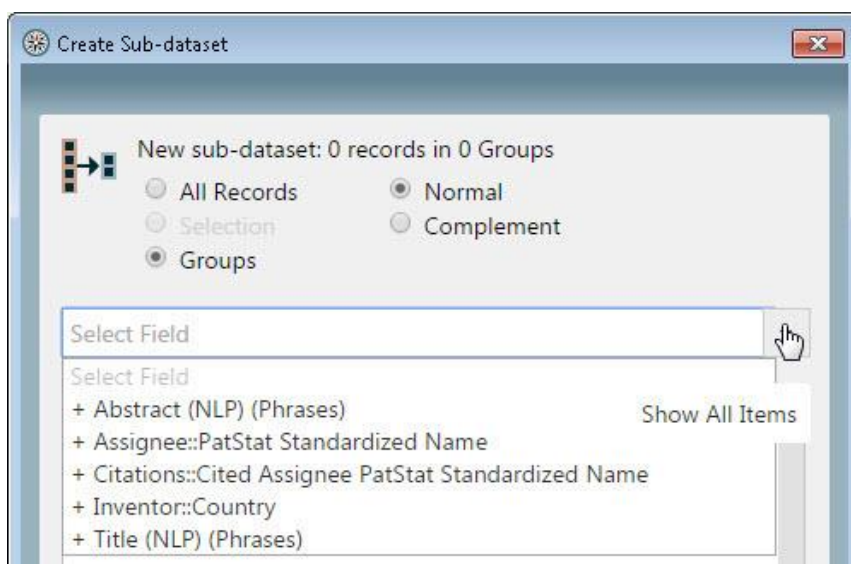 Create Sub-dataset
New sub-dataset: 0 records in 0 Groups
All Records Normal
Selection Complement
Groups
Select Field
Select Field
+ Abstract (NLP) (Phrases)
Show All Items
+ Assignee::PatStat Standardized Name
+ Citations::Cited Assignee PatStat Standardized Name
+ Inventor::Country
+ Title (NLP) (Phrases)